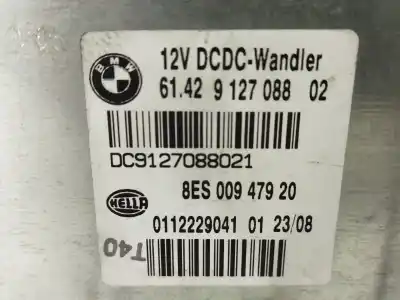 BMW
12V DCDC-Wandler
61.42 9 127 088 02
DC9127088021
8ES 009 479 20
HELLA
0112229041 01 23/08
T40